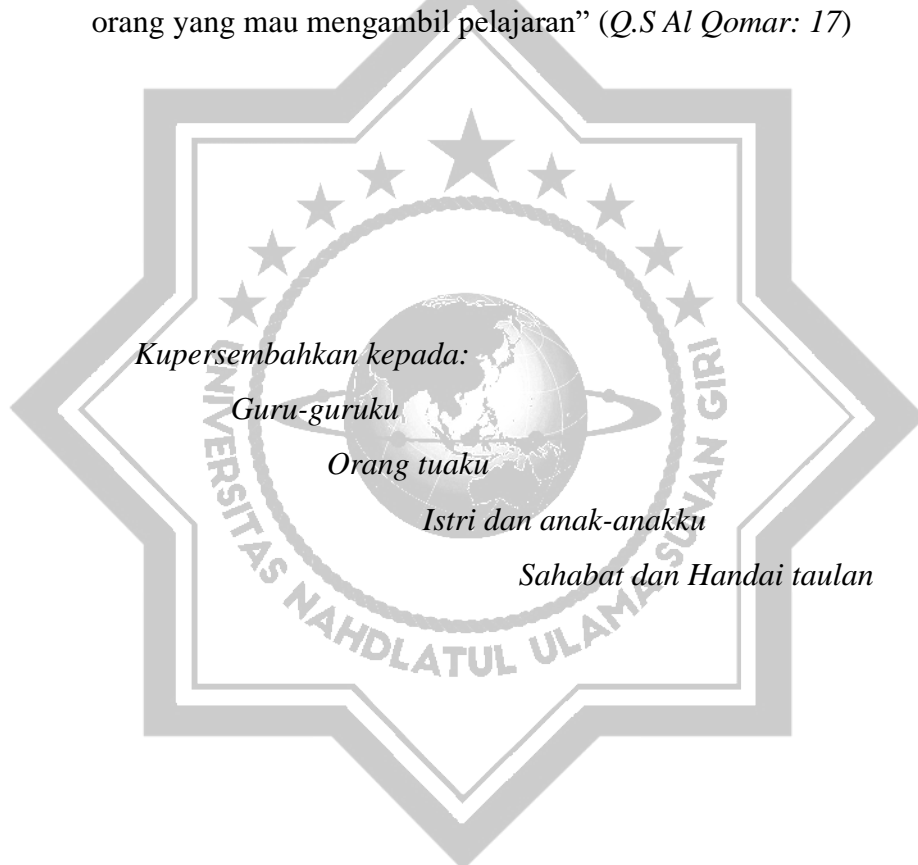 orang yang mau mengambil pelajaran” (Q.S Al Qomar: 17)
Kupersembahkan kepada:
Guru-guruku
Orang tuaku
Istri dan anak-anakku
Sahabat dan Handai taulan
UNIVERSITAS NAHDLATUL ULAMA SUNAN GIRI